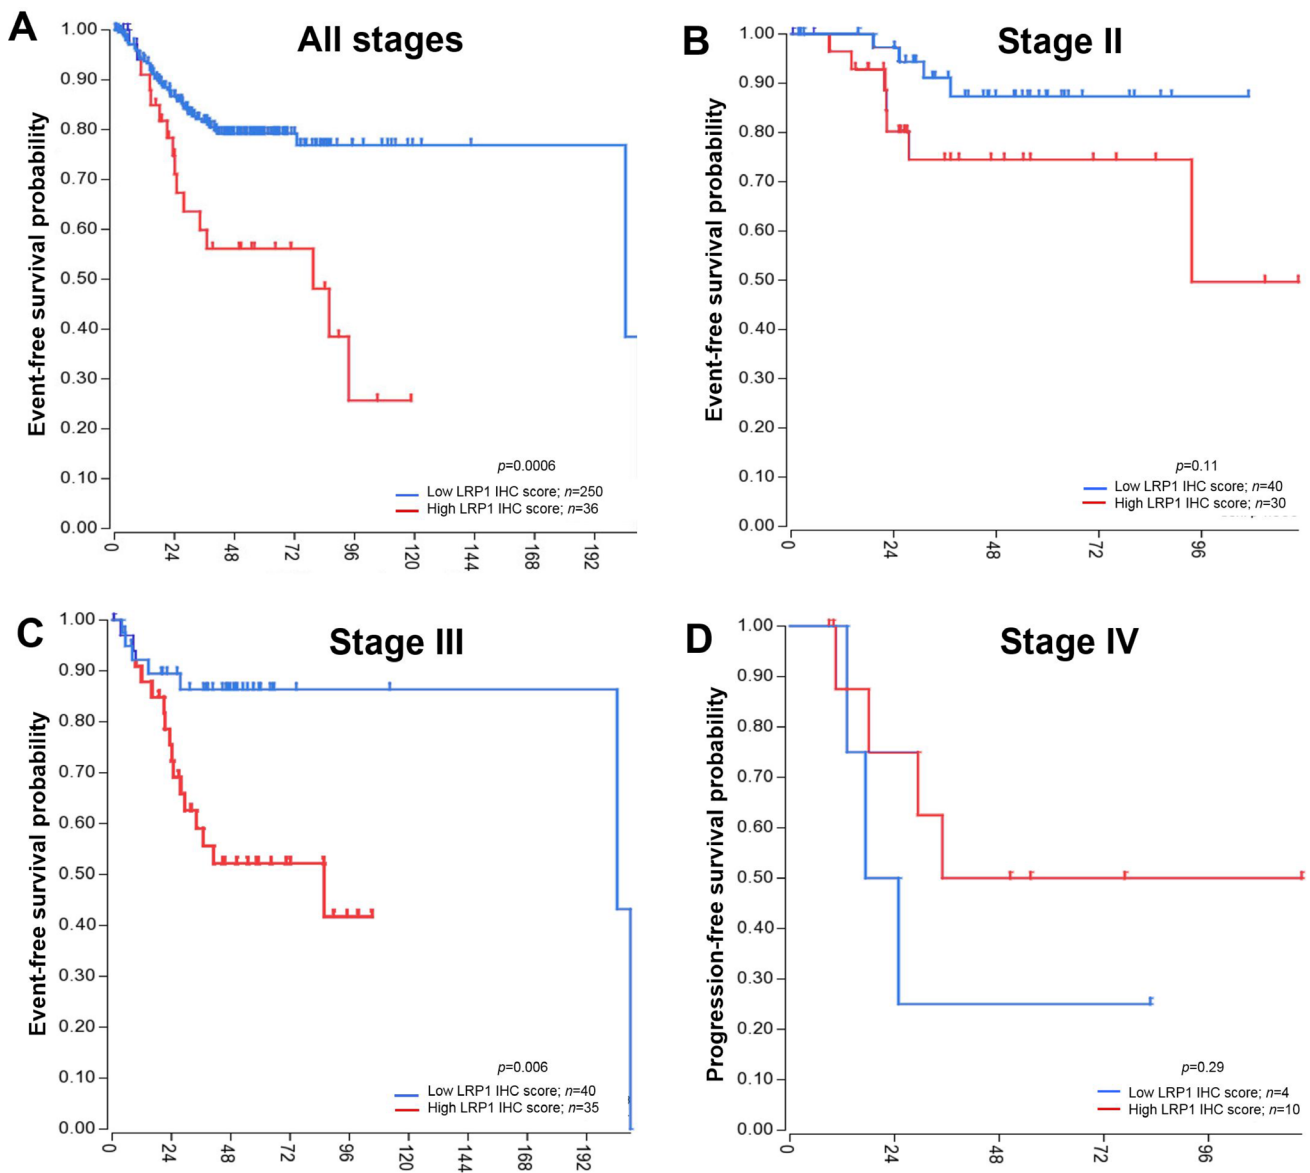 A
All stages
Event-free survival probability
1.00
0.90
0.80
0.70
0.60
0.50
0.40
0.30
0.20
0.10
0.00
p=0.0006
Low LRP1 IHC score; n=250
High LRP1 IHC score; n=36
0 24 48 72 96 120 144 168 192
B
Stage II
Event-free survival probability
1.00
0.90
0.80
0.70
0.60
0.50
0.40
0.30
0.20
0.10
0.00
p=0.11
Low LRP1 IHC score; n=40
High LRP1 IHC score; n=30
0 24 48 72 96
C
Stage III
Event-free survival probability
1.00
0.90
0.80
0.70
0.60
0.50
0.40
0.30
0.20
0.10
0.00
p=0.006
Low LRP1 IHC score; n=40
High LRP1 IHC score; n=35
0 24 48 72 96 120 144 168 192
D
Stage IV
Progression-free survival probability
1.00
0.90
0.80
0.70
0.60
0.50
0.40
0.30
0.20
0.10
0.00
p=0.29
Low LRP1 IHC score; n=4
High LRP1 IHC score; n=10
0 24 48 72 96